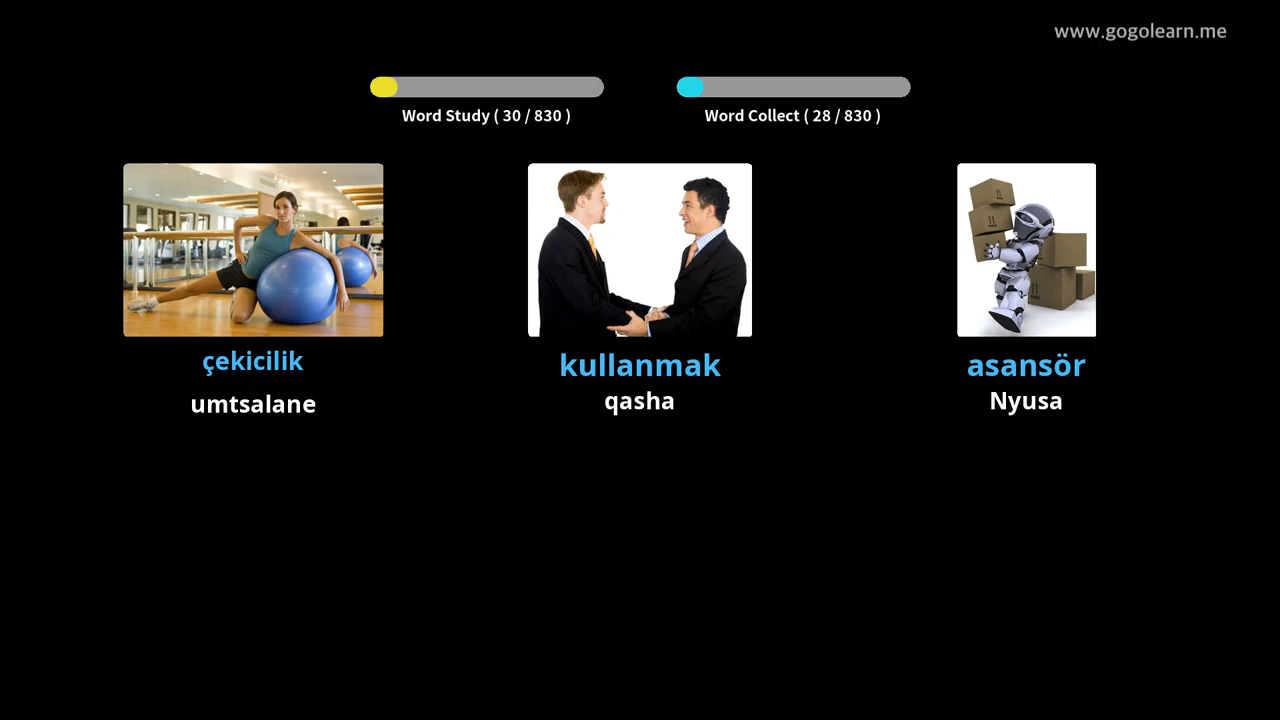 www.gogolearn.me
Word Study ( 30 / 830 )
Word Collect ( 28 / 830 )
çekicilik
umtsalane
kullanmak
qasha
asansör
Nyusa